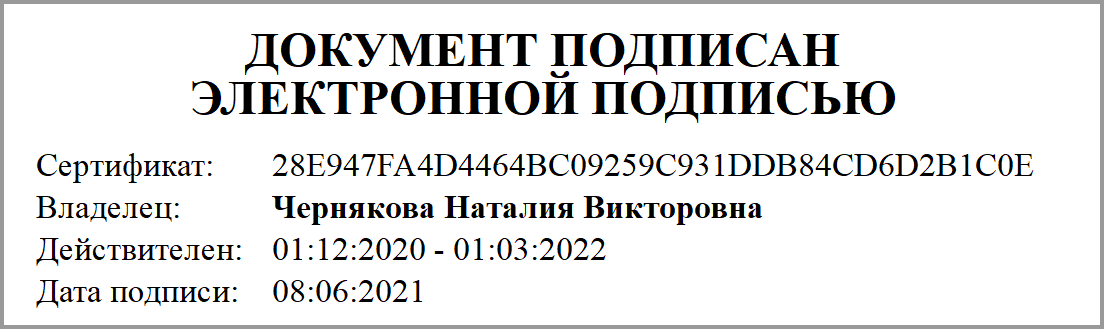 ДОКУМЕНТ ПОДПИСАН
ЭЛЕКТРОННОЙ ПОДПИСЬЮ
Сертификат: 28E947FA4D4464BC09259C931DDB84CD6D2B1C0E
Владелец: Чернякова Наталия Викторовна
Действителен: 01:12:2020 - 01:03:2022
Дата подписи: 08:06:2021